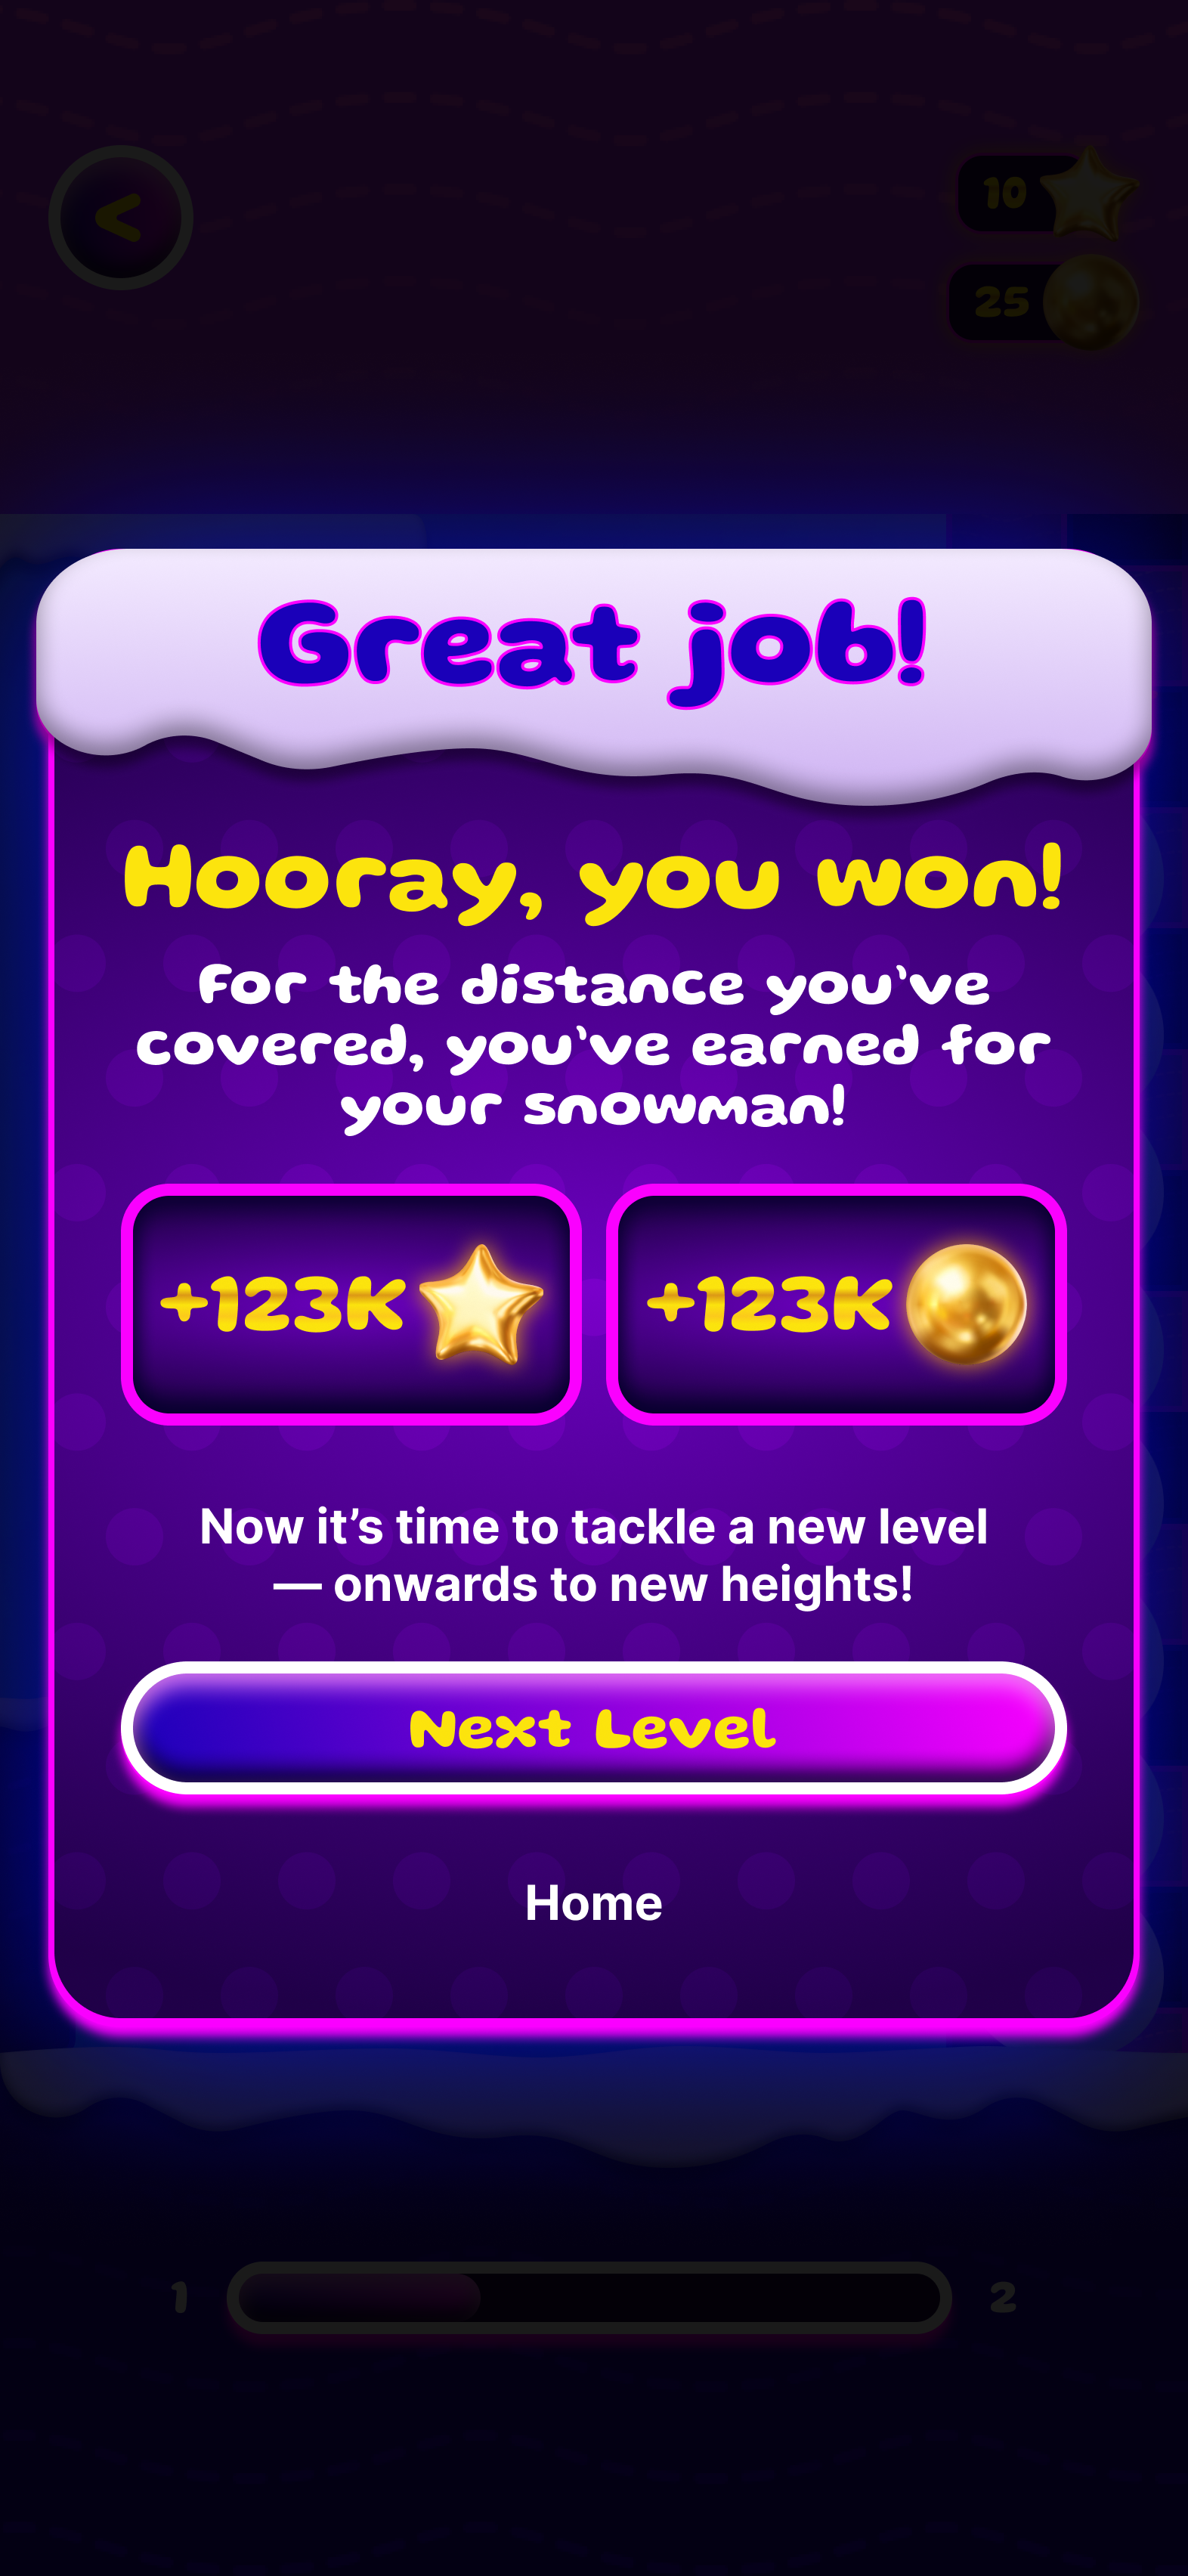 <
10
25
Great job!
Hooray, you won!
For the distance you've
covered, you've earned for
your snowman!
+123K
+123K
Now it’s time to tackle a new level
— onwards to new heights!
Next Level
Home
1
2